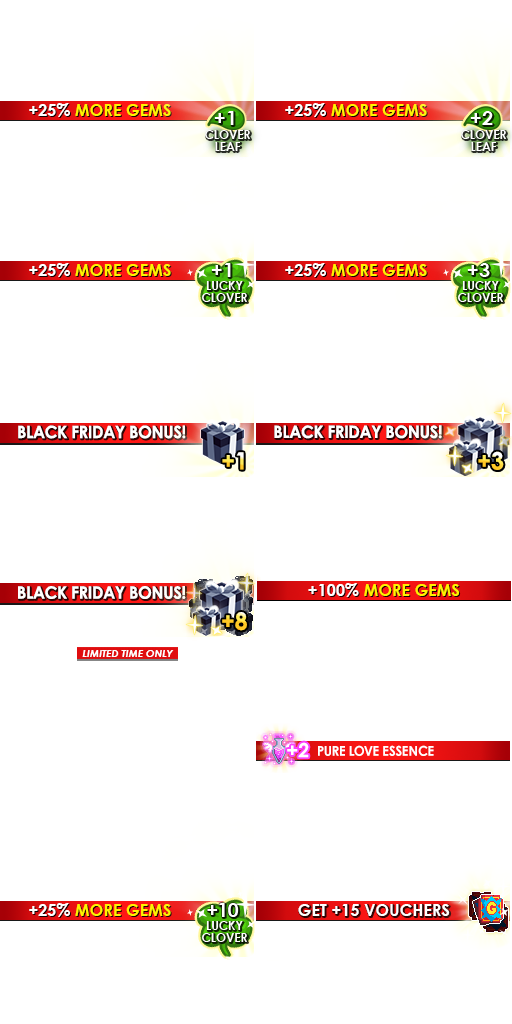 +25% MORE GEMS
+1
CLOVER
LEAF
+25% MORE GEMS
+2
CLOVER
LEAF
+25% MORE GEMS
+1
LUCKY
CLOVER
+25% MORE GEMS
+3
LUCKY
CLOVER
BLACK FRIDAY BONUS!
+1
BLACK FRIDAY BONUS!
+3
BLACK FRIDAY BONUS!
+8
+100% MORE GEMS
LIMITED TIME ONLY
+2 PURE LOVE ESSENCE
+25% MORE GEMS
+10
LUCKY
CLOVER
GET +15 VOUCHERS
G